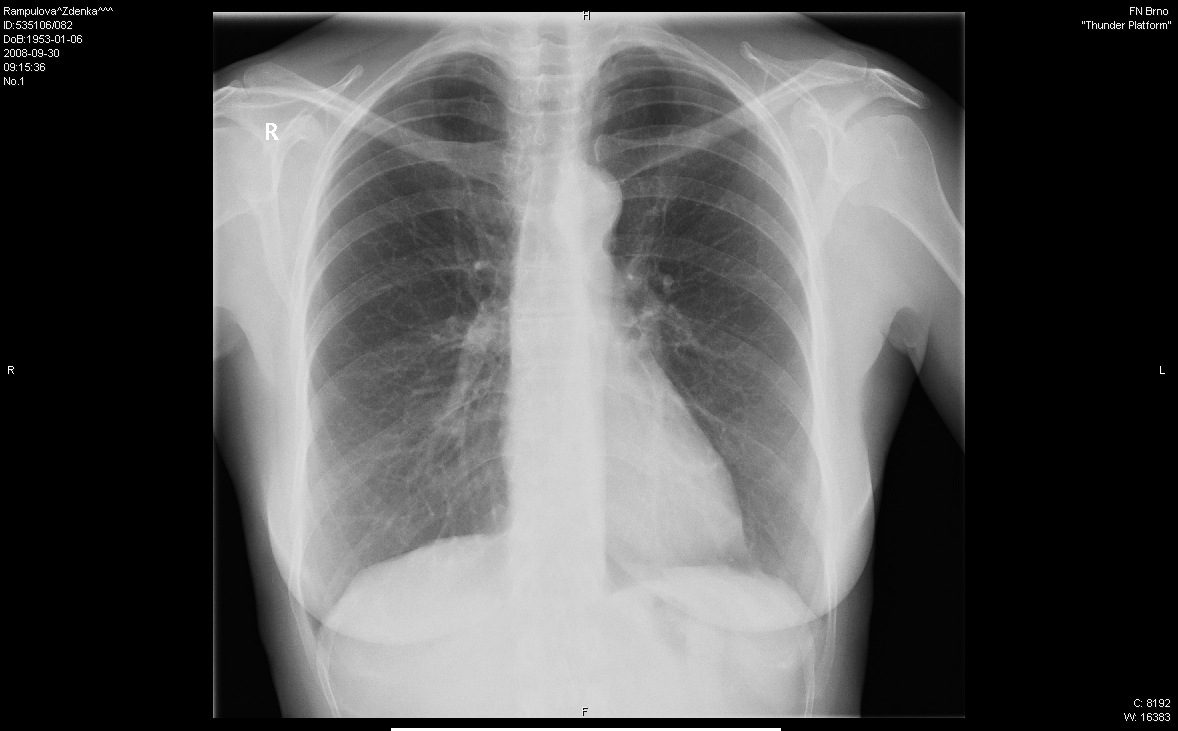 Rampulova^Zdenka^^^
ID:535106/082
DoB:1953-01-06
2008-09-30
09:15:36
No.1
FN Brno
"Thunder Platform"
H
R
R
L
F
C: 8192
W: 16383